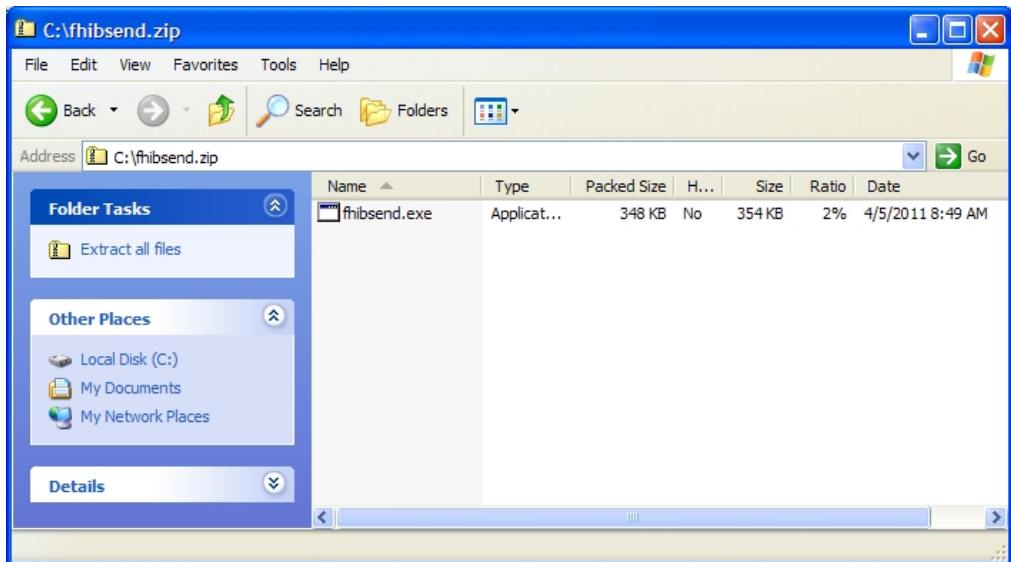 C:\fhibsend.zip
File Edit View Favorites Tools Help
Back Search Folders
Address C:\fhibsend.zip Go
Folder Tasks
Extract all files
Other Places
Local Disk (C:)
My Documents
My Network Places
Details
Name Type Packed Size H... Size Ratio Date
fhibsend.exe Applicat... 348 KB No 354 KB 2% 4/5/2011 8:49 AM